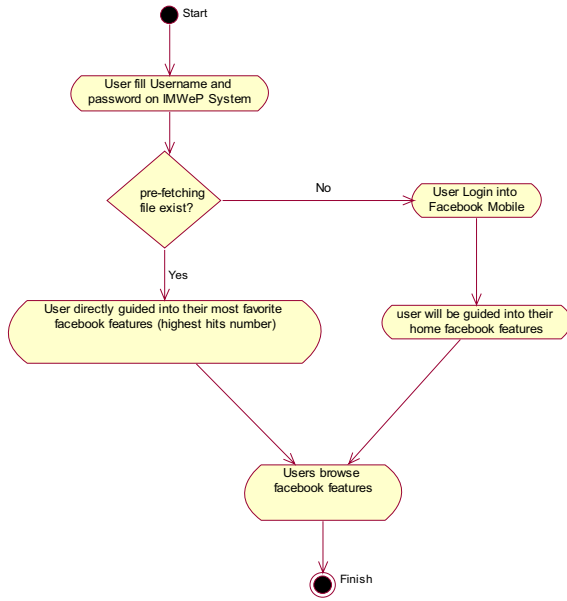 Start
User fill Username and
password on IMWeP System
pre-fetching
file exist?
No
User Login into
Facebook Mobile
Yes
User directly guided into their most favorite
facebook features (highest hits number)
user will be guided into their
home facebook features
Users browse
facebook features
Finish